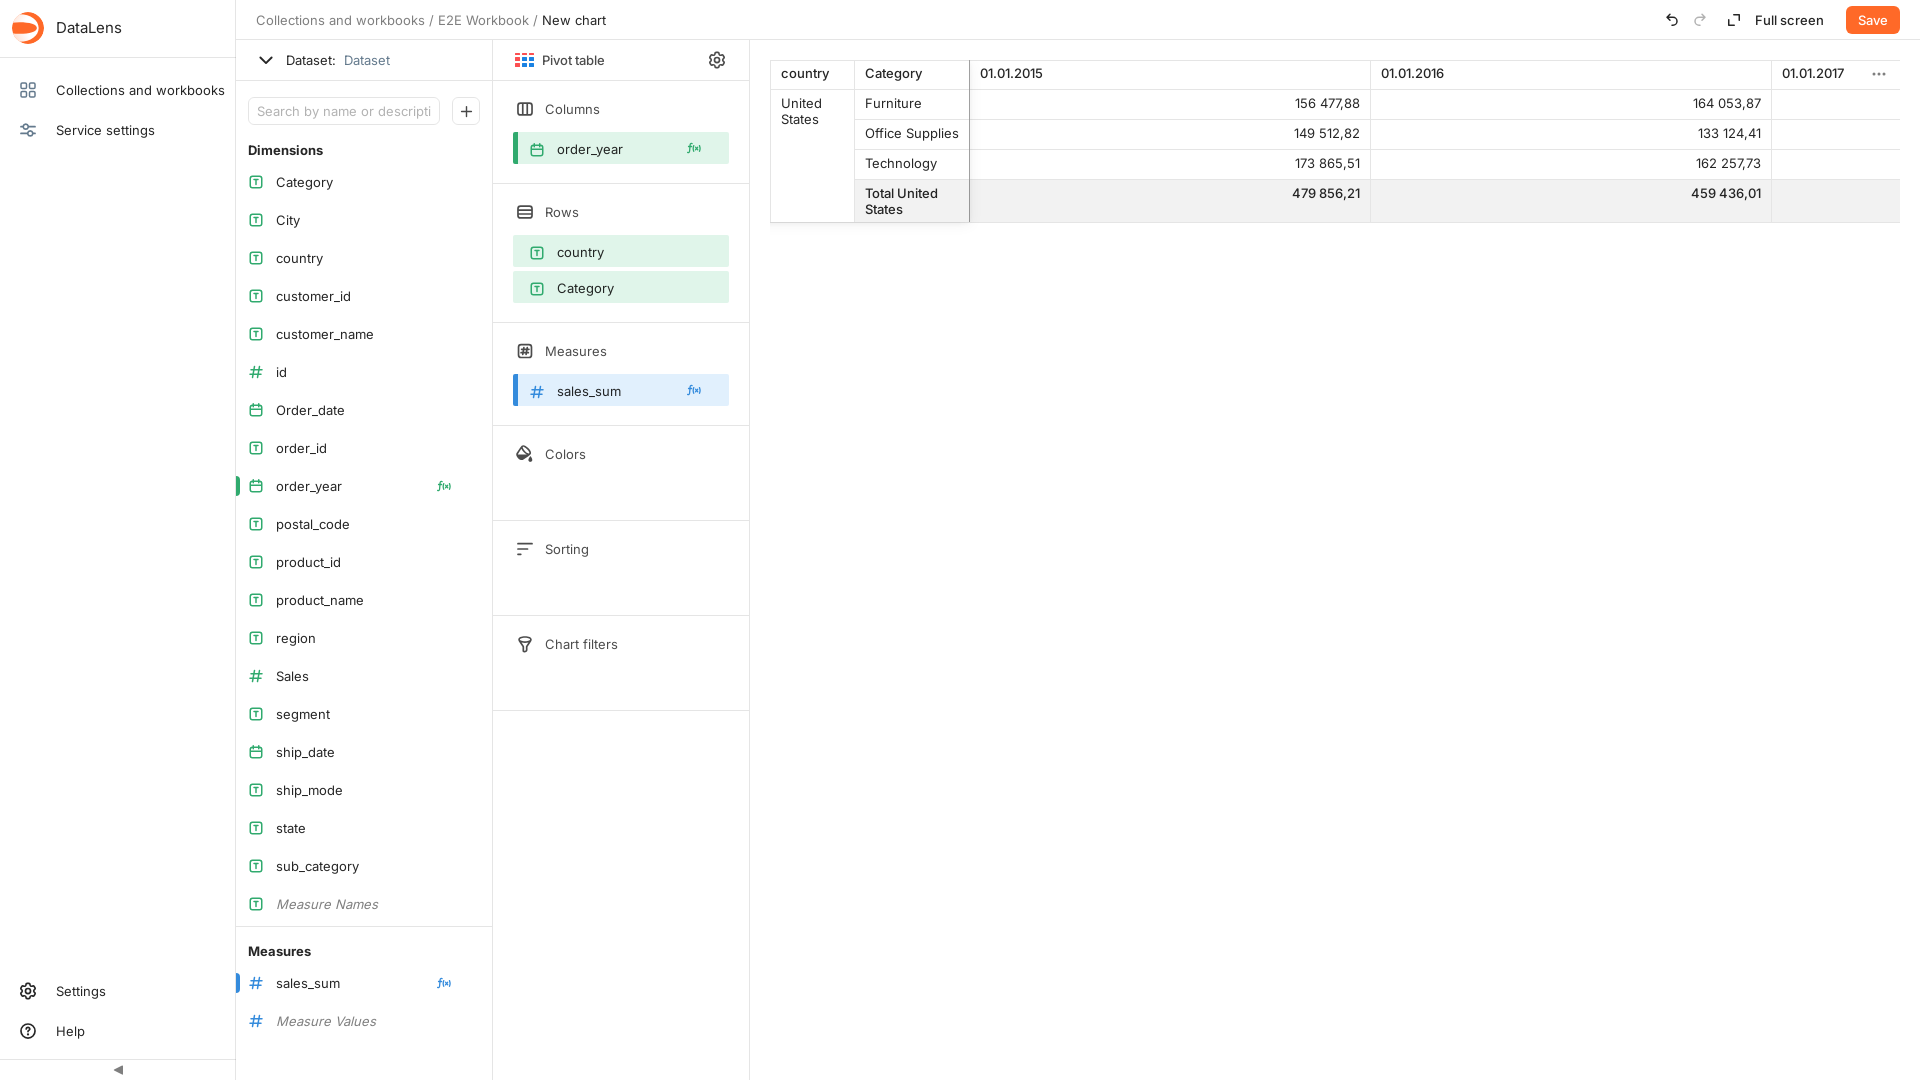 DataLens
Collections and workbooks
Service settings
Settings
Help
Collections and workbooks / E2E Workbook / New chart
Full screen
Save
Dataset: Dataset
Search by name or descripti
Dimensions
Category
City
country
customer_id
customer_name
id
Order_date
order_id
order_year
postal_code
product_id
product_name
region
Sales
segment
ship_date
ship_mode
state
sub_category
Measure Names
Measures
sales_sum
Measure Values
Pivot table
Columns
order_year
Rows
country
Category
Measures
sales_sum
Colors
Sorting
Chart filters
country Category 01.01.2015 01.01.2016 01.01.2017
United States Furniture 156 477,88 164 053,87
Office Supplies 149 512,82 133 124,41
Technology 173 865,51 162 257,73
Total United States 479 856,21 459 436,01